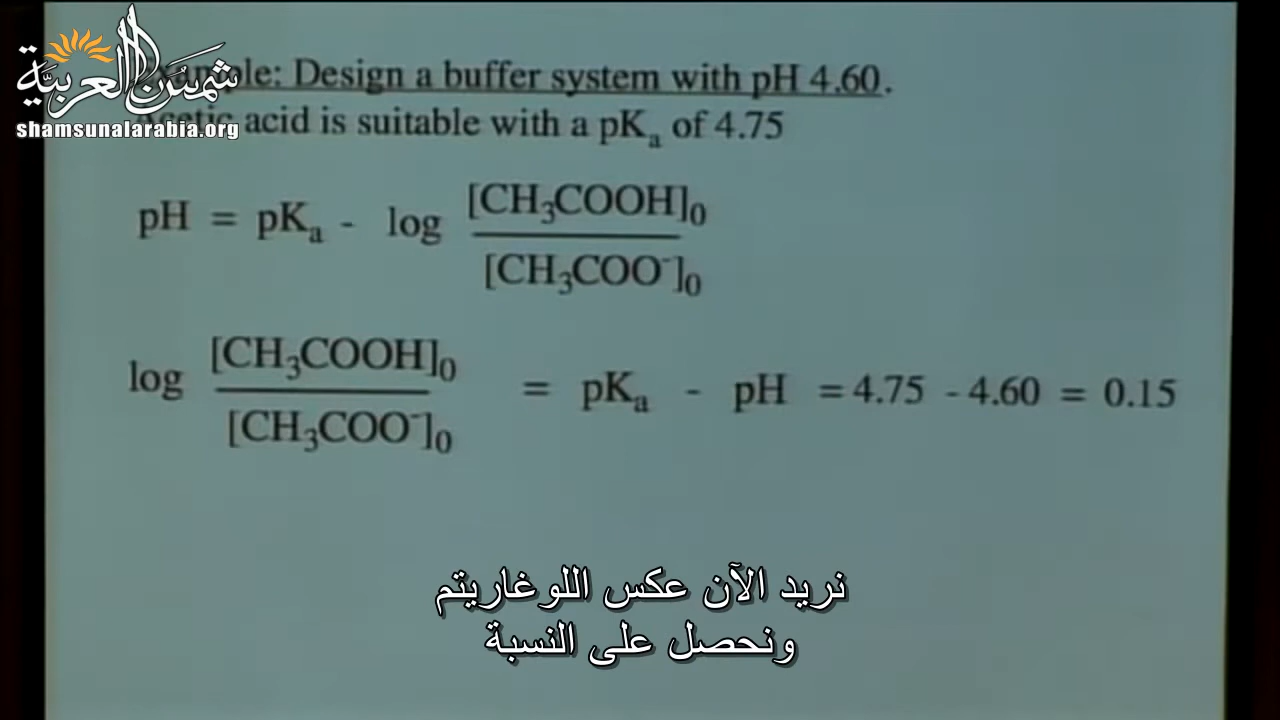 شمس العربية
shamsunalarabia.org
Example: Design a buffer system with pH 4.60.
Acetic acid is suitable with a pKₐ of 4.75
pH = pKₐ - log [CH₃COOH]₀ / [CH₃COO⁻]₀
log [CH₃COOH]₀ / [CH₃COO⁻]₀ = pKₐ - pH = 4.75 - 4.60 = 0.15
نريد الآن عكس اللوغاريتم
ونحصل على النسبة